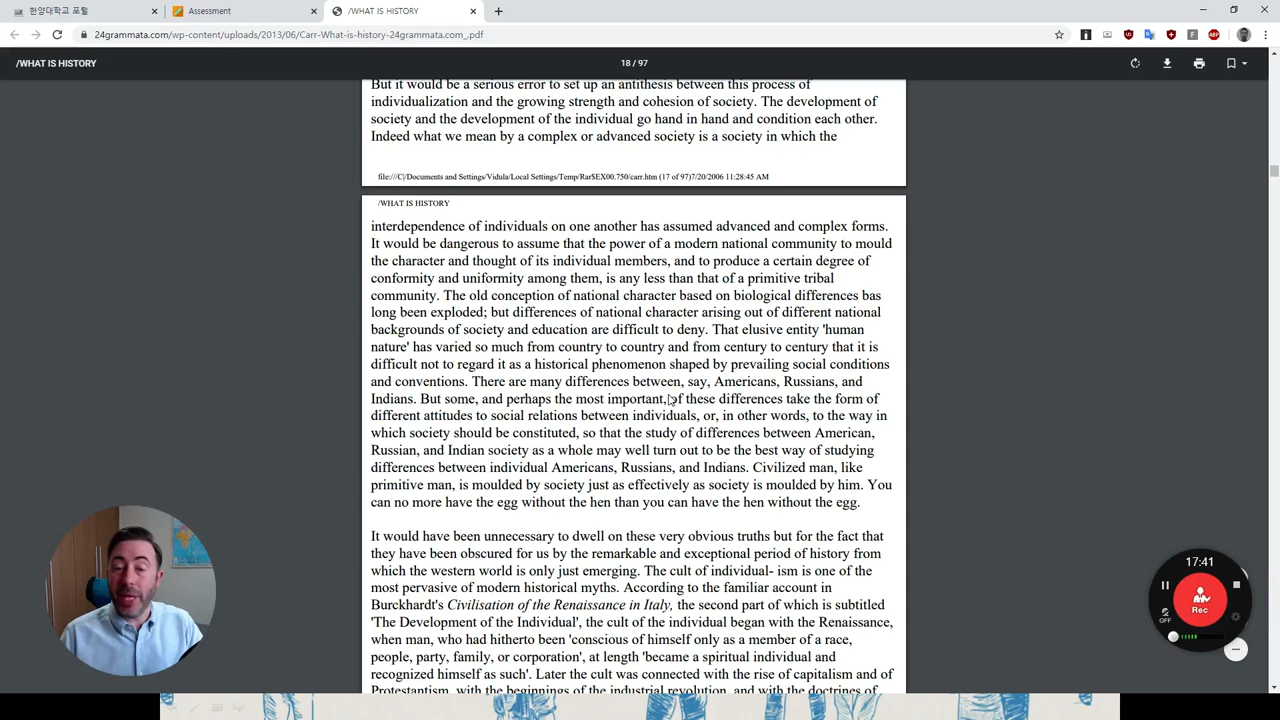 한양대학교 포털
Assessment
/WHAT IS HISTORY
24grammata.com/wp-content/uploads/2013/06/Carr-What-is-history-24grammata.com_.pdf
/WHAT IS HISTORY
18 / 97
But it would be a serious error to set up an antithesis between this process of
individualization and the growing strength and cohesion of society. The development of
society and the development of the individual go hand in hand and condition each other.
Indeed what we mean by a complex or advanced society is a society in which the
file:///C|/Documents and Settings/Vidula/Local Settings/Temp/Rar$EX00.750/carr.htm (17 of 97)7/20/2006 11:28:45 AM
/WHAT IS HISTORY
interdependence of individuals on one another has assumed advanced and complex forms.
It would be dangerous to assume that the power of a modern national community to mould
the character and thought of its individual members, and to produce a certain degree of
conformity and uniformity among them, is any less than that of a primitive tribal
community. The old conception of national character based on biological differences bas
long been exploded; but differences of national character arising out of different national
backgrounds of society and education are difficult to deny. That elusive entity 'human
nature' has varied so much from country to country and from century to century that it is
difficult not to regard it as a historical phenomenon shaped by prevailing social conditions
and conventions. There are many differences between, say, Americans, Russians, and
Indians. But some, and perhaps the most important, of these differences take the form of
different attitudes to social relations between individuals, or, in other words, to the way in
which society should be constituted, so that the study of differences between American,
Russian, and Indian society as a whole may well turn out to be the best way of studying
differences between individual Americans, Russians, and Indians. Civilized man, like
primitive man, is moulded by society just as effectively as society is moulded by him. You
can no more have the egg without the hen than you can have the hen without the egg.
It would have been unnecessary to dwell on these very obvious truths but for the fact that
they have been obscured for us by the remarkable and exceptional period of history from
which the western world is only just emerging. The cult of individual- ism is one of the
most pervasive of modern historical myths. According to the familiar account in
Burckhardt's Civilisation of the Renaissance in Italy, the second part of which is subtitled
'The Development of the Individual', the cult of the individual began with the Renaissance,
when man, who had hitherto been 'conscious of himself only as a member of a race,
people, party, family, or corporation', at length 'became a spiritual individual and
recognized himself as such'. Later the cult was connected with the rise of capitalism and of
Protestantism, with the beginnings of the industrial revolution, and with the doctrines of
17:41
Rec
OFF
ABP